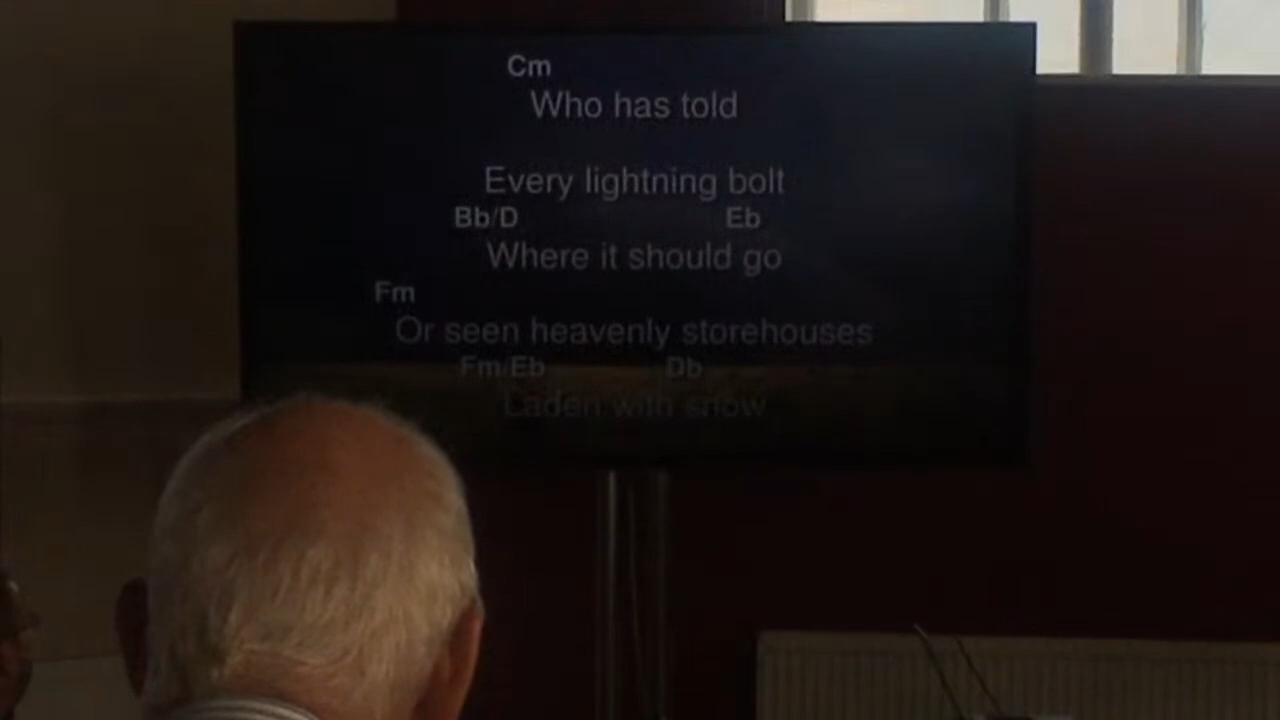 Cm
Who has told
Every lightning bolt
Bb/D Eb
Where it should go
Fm
Or seen heavenly storehouses
Fm/Eb Db
Laden with snow